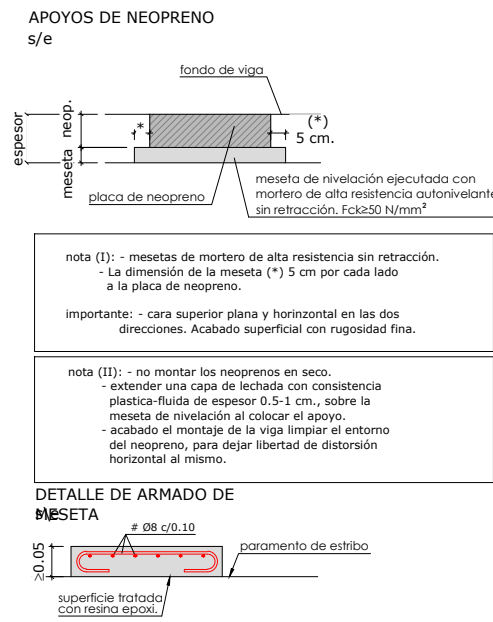 APOYOS DE NEOPRENO
s/e
fondo de viga
espesor
neop.
meseta
*
(*)
5 cm.
placa de neopreno
meseta de nivelación ejecutada con
mortero de alta resistencia autonivelante
sin retracción. Fck≥50 N/mm²
nota (I): - mesetas de mortero de alta resistencia sin retracción.
- La dimensión de la meseta (*) 5 cm por cada lado
a la placa de neopreno.
importante: - cara superior plana y horinzontal en las dos
direcciones. Acabado superficial con rugosidad fina.
nota (II): - no montar los neoprenos en seco.
- extender una capa de lechada con consistencia
plastica-fluida de espesor 0.5-1 cm., sobre la
meseta de nivelación al colocar el apoyo.
- acabado el montaje de la viga limpiar el entorno
del neopreno, para dejar libertad de distorsión
horizontal al mismo.
DETALLE DE ARMADO DE
MESETA
s/e
# Ø8 c/0.10
≥0.05
paramento de estribo
superficie tratada
con resina epoxi.